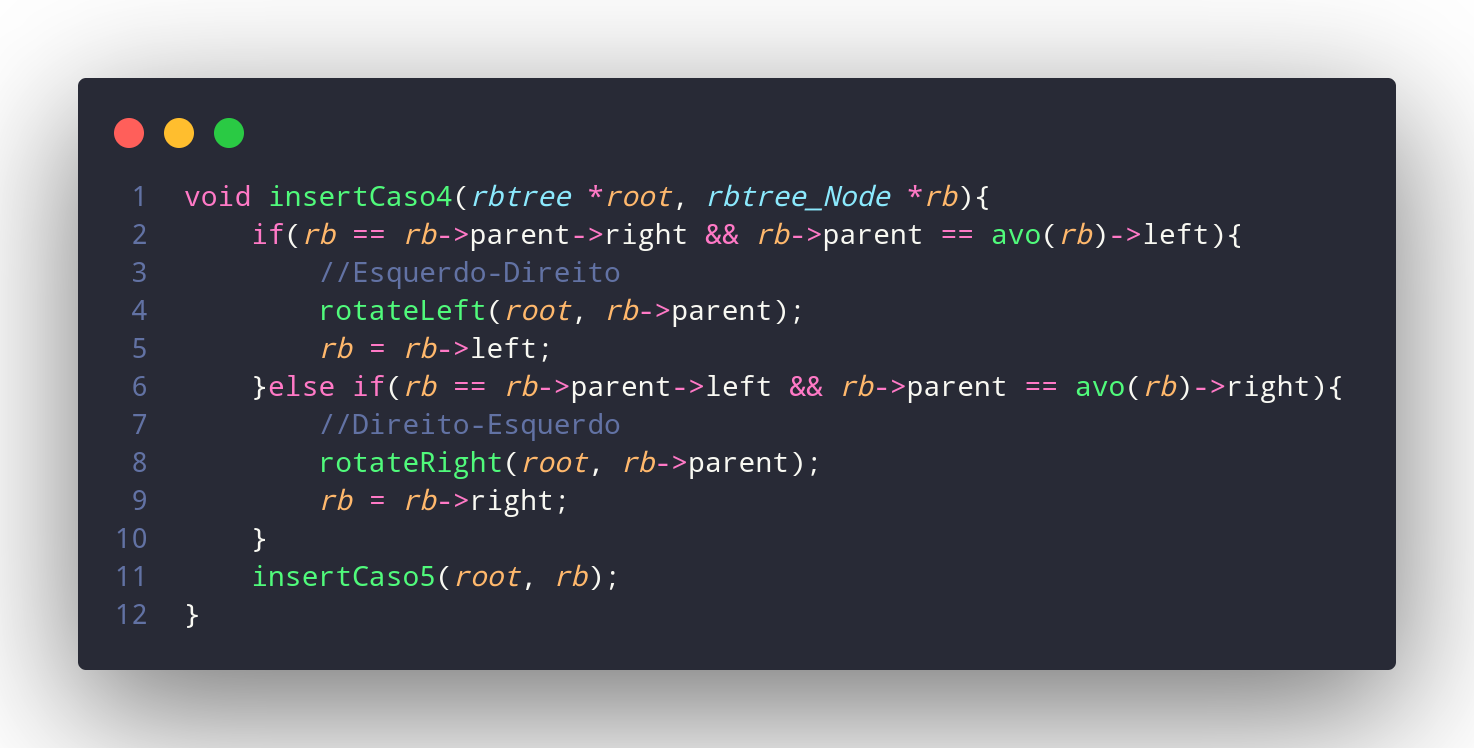 1 void insertCaso4(rbtree *root, rbtree_Node *rb){
2     if(rb == rb->parent->right && rb->parent == avo(rb)->left){
3         //Esquerdo-Direito
4         rotateLeft(root, rb->parent);
5         rb = rb->left;
6     }else if(rb == rb->parent->left && rb->parent == avo(rb)->right){
7         //Direito-Esquerdo
8         rotateRight(root, rb->parent);
9         rb = rb->right;
10     }
11     insertCaso5(root, rb);
12 }